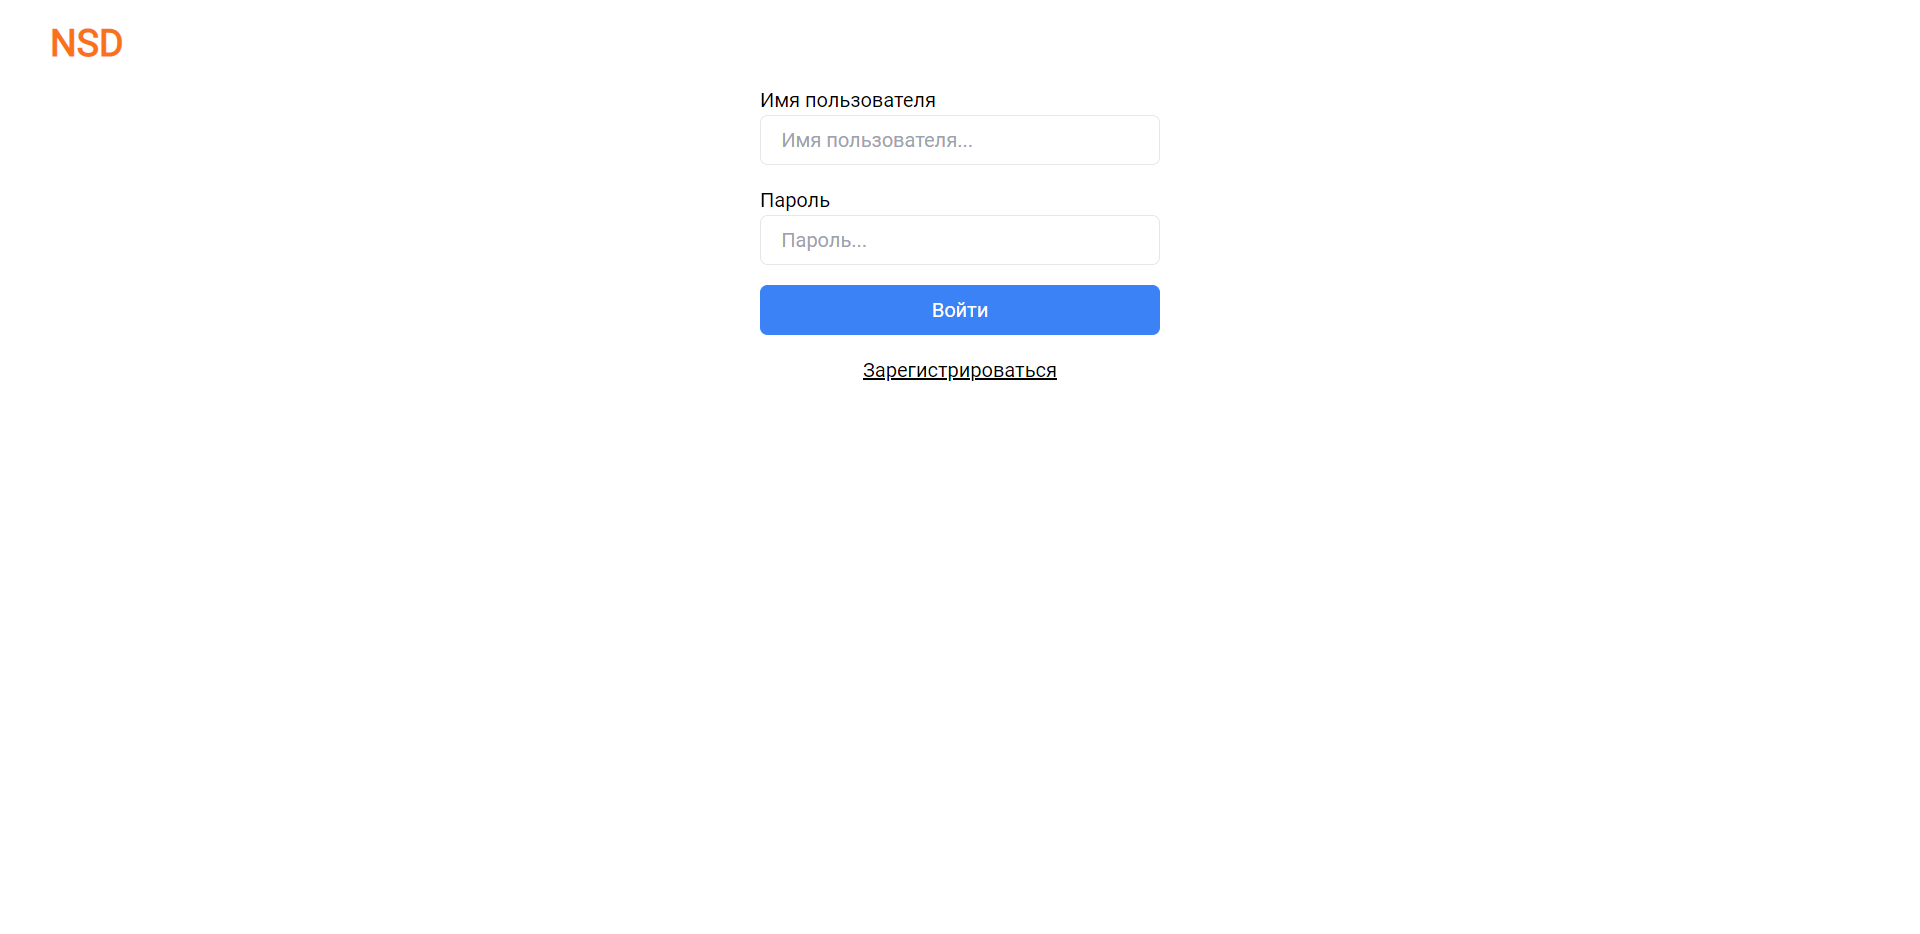 NSD
Имя пользователя
Имя пользователя...
Пароль
Пароль...
Войти
Зарегистрироваться